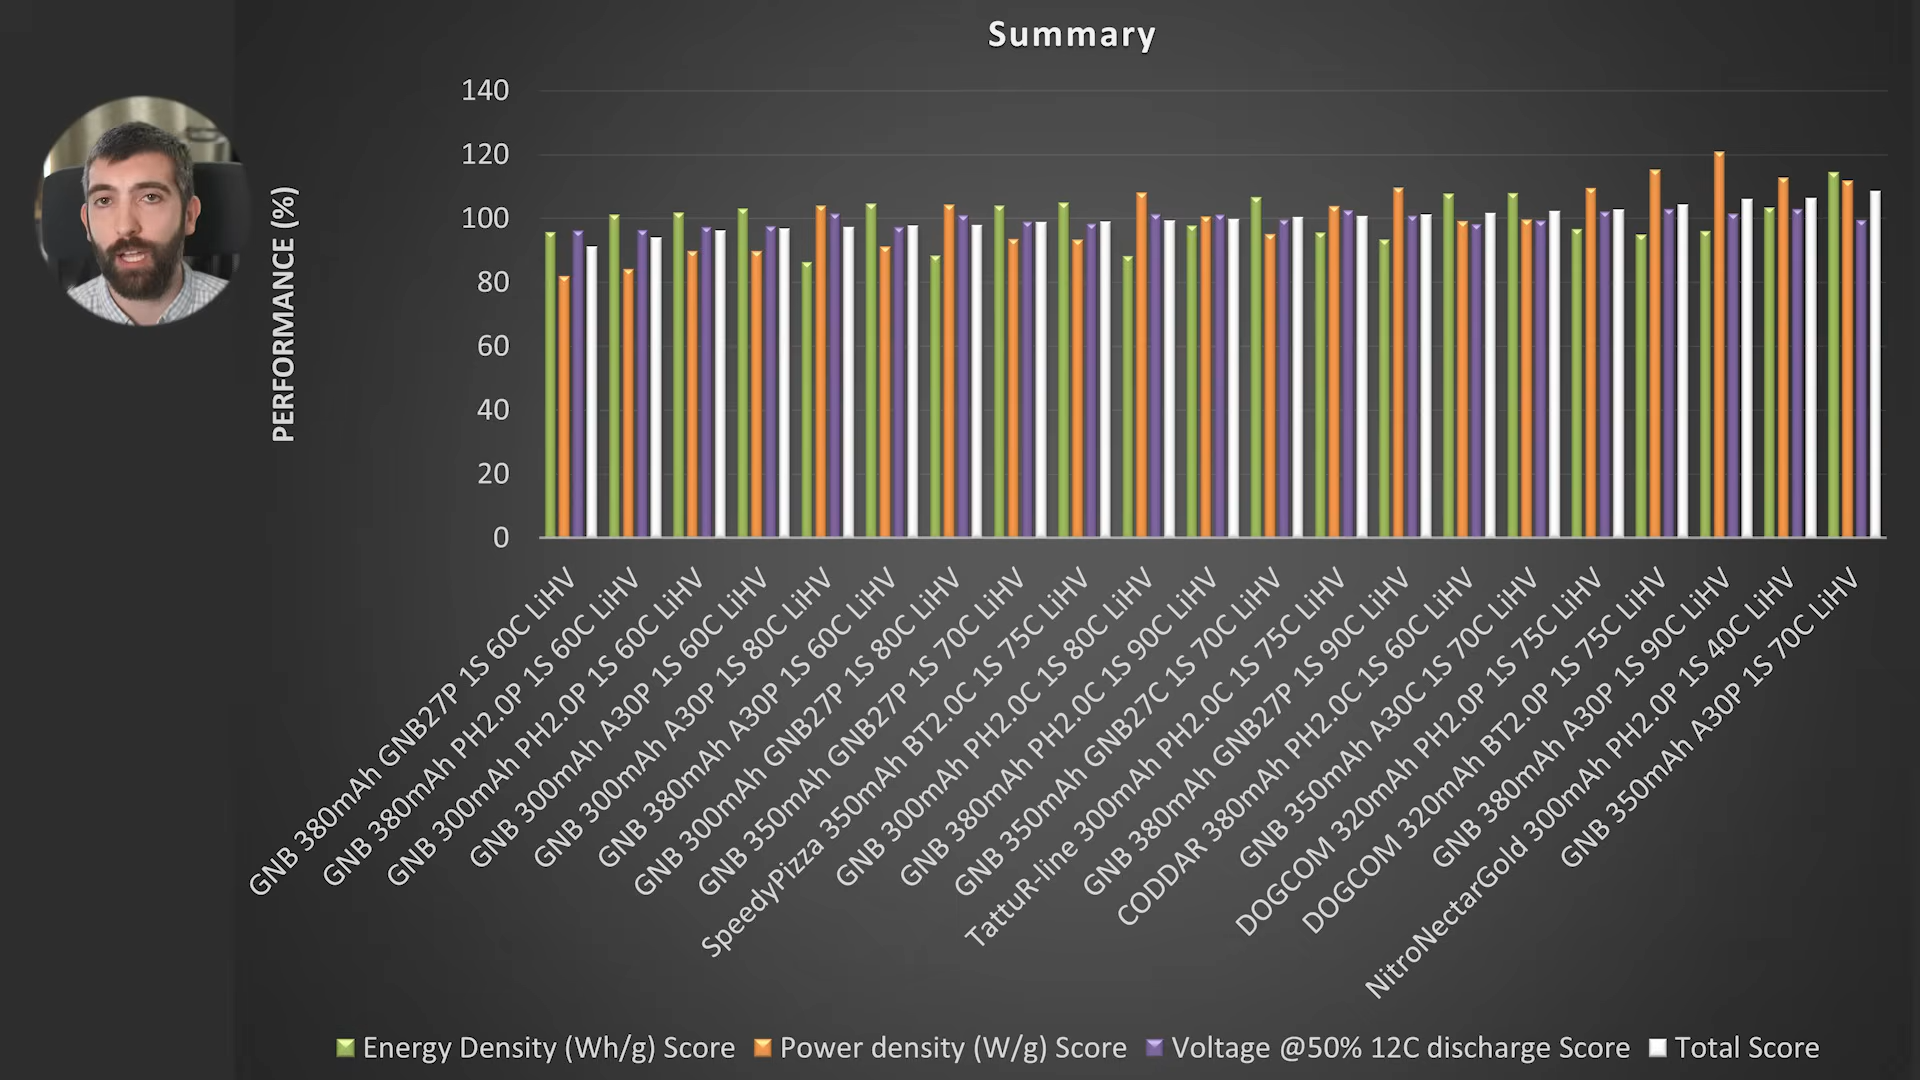 Summary
PERFORMANCE (%)
140
120
100
80
60
40
20
0
GNB 380mAh GNB27P 1S 60C LiHV
GNB 380mAh PH2.0P 1S 60C LiHV
GNB 300mAh PH2.0P 1S 60C LiHV
GNB 300mAh A30P 1S 60C LiHV
GNB 300mAh A30P 1S 80C LiHV
GNB 380mAh A30P 1S 60C LiHV
GNB 300mAh GNB27P 1S 80C LiHV
GNB 350mAh GNB27P 1S 70C LiHV
SpeedyPizza 350mAh BT2.0C 1S 75C LiHV
GNB 300mAh PH2.0C 1S 80C LiHV
GNB 380mAh PH2.0C 1S 90C LiHV
GNB 350mAh GNB27C 1S 70C LiHV
TattuR-line 300mAh PH2.0C 1S 75C LiHV
GNB 380mAh GNB27P 1S 90C LiHV
CODDAR 380mAh PH2.0C 1S 60C LiHV
GNB 350mAh A30C 1S 70C LiHV
DOGCOM 320mAh PH2.0P 1S 75C LiHV
DOGCOM 320mAh BT2.0P 1S 75C LiHV
GNB 380mAh A30P 1S 90C LiHV
NitroNectarGold 300mAh PH2.0P 1S 40C LiHV
GNB 350mAh A30P 1S 70C LiHV
Energy Density (Wh/g) Score Power density (W/g) Score Voltage @50% 12C discharge Score Total Score